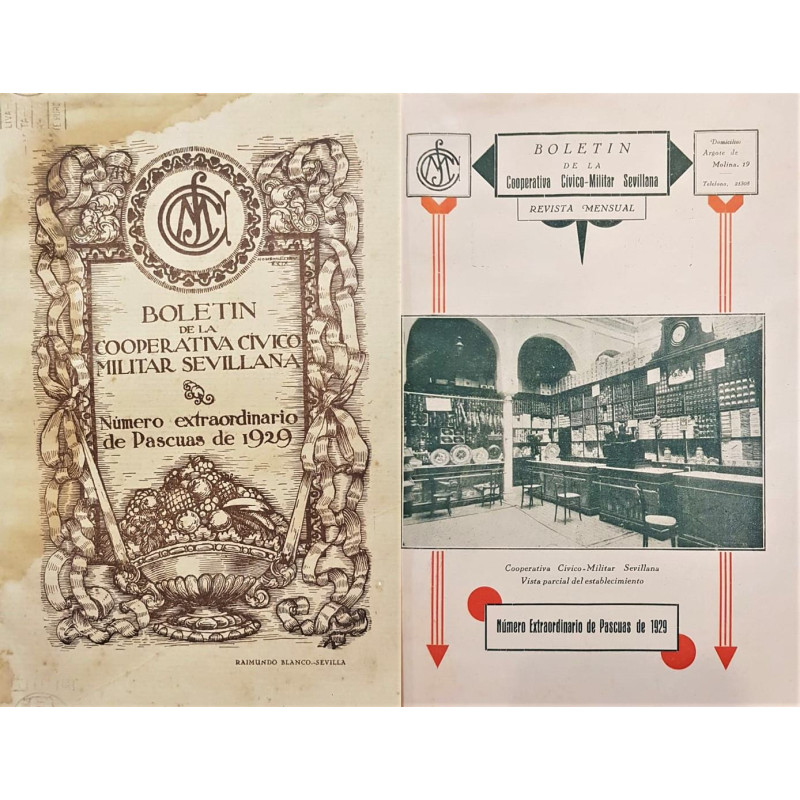 BOLETIN
DE LA
COOPERATIVA CÍVICO
MILITAR SEVILLANA
Número extraordinario
de Pascuas de 1929
RAIMUNDO BLANCO--SEVILLA
BOLETIN
DE LA
Cooperativa Cívico-Militar Sevillana
REVISTA MENSUAL
Domicilio:
Argote de
Molina, 19
Teléfono,
Cooperativa Cívico-Militar Sevillana
Vista parcial del establecimiento
Número Extraordinario de Pascuas de 1929